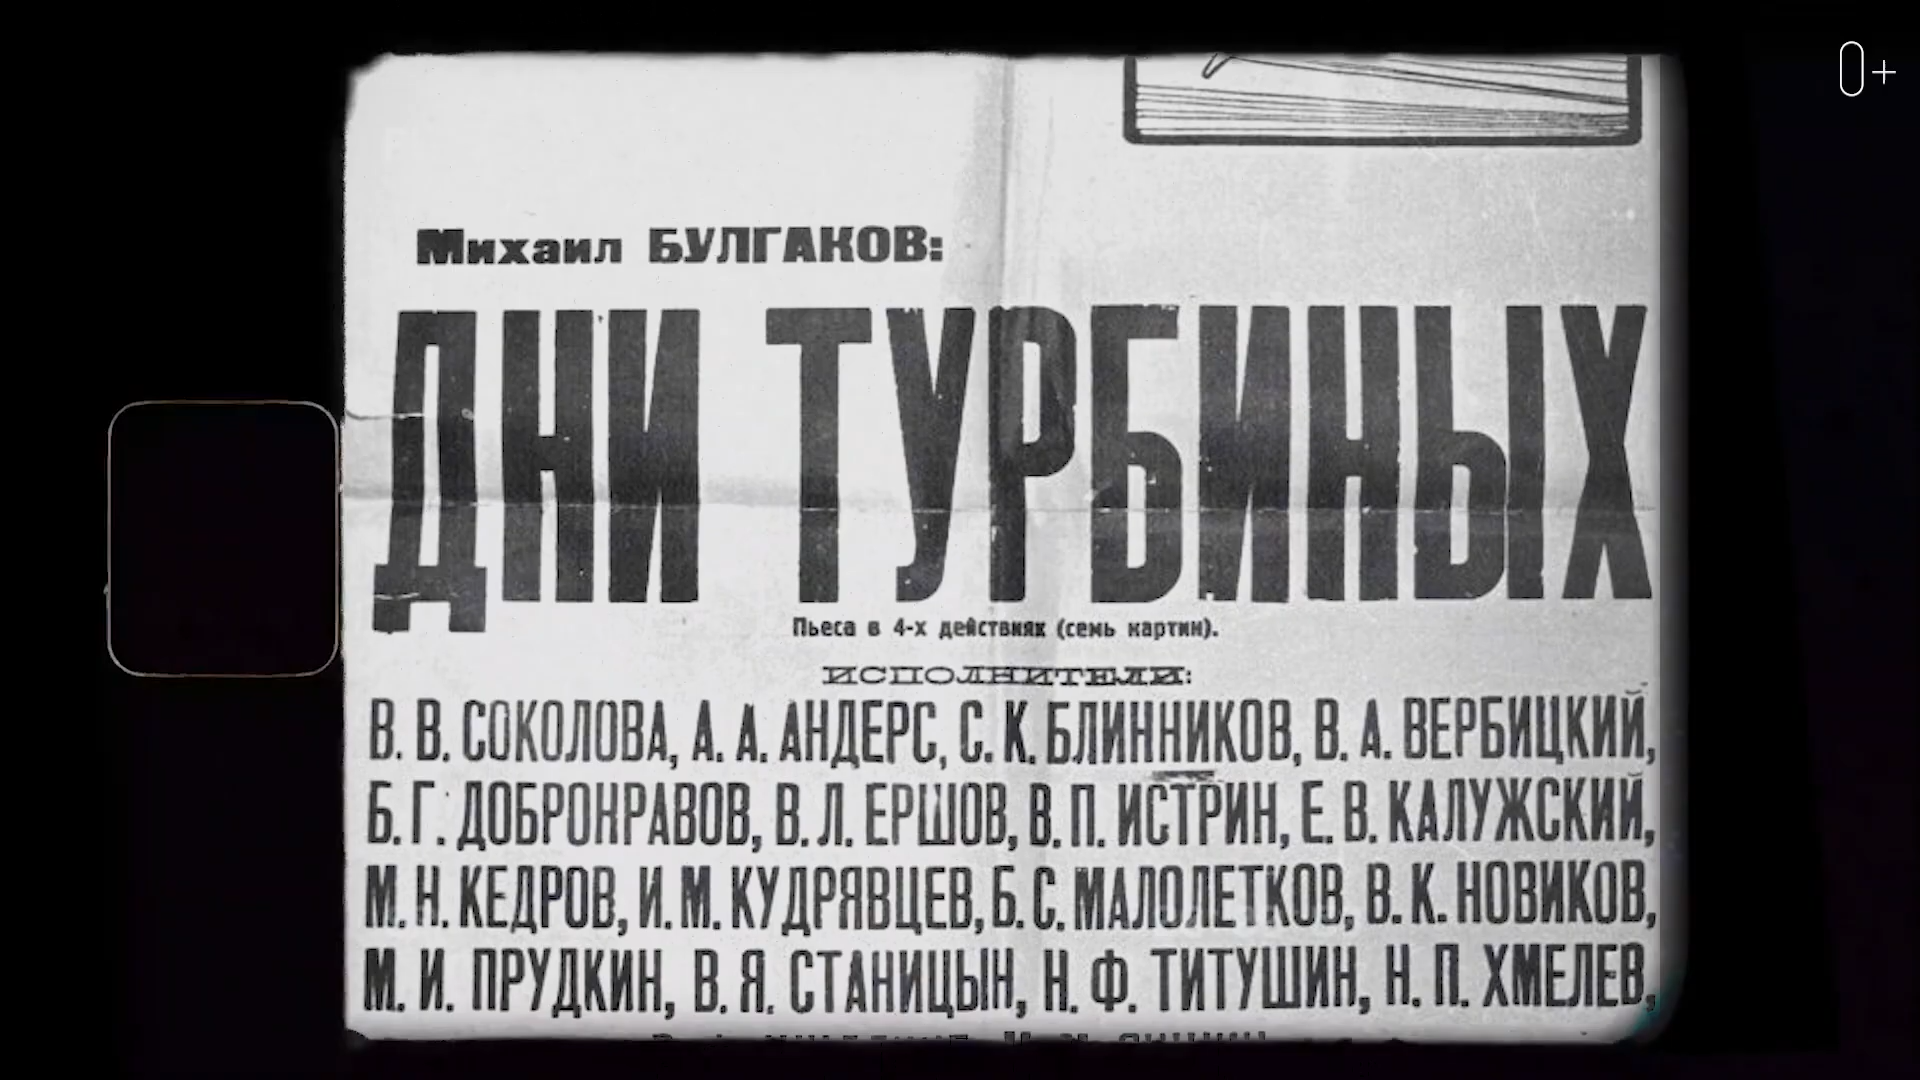 0+
Михаил БУЛГАКОВ:
ДНИ ТУРБИНЫХ
Пьеса в 4-х действиях (семь картин).
ИСПОЛНИТЕЛИ:
В. В. СОКОЛОВА, А. А. АНДЕРС, С. К. БЛИННИКОВ, В. А. ВЕРБИЦКИЙ,
Б. Г. ДОБРОНРАВОВ, В. Л. ЕРШОВ, В. П. ИСТРИН, Е. В. КАЛУЖСКИЙ,
М. Н. КЕДРОВ, И. М. КУДРЯВЦЕВ, Б. С. МАЛОЛЕТКОВ, В. К. НОВИКОВ,
М. И. ПРУДКИН, В. Я. СТАНИЦЫН, Н. Ф. ТИТУШИН, Н. П. ХМЕЛЕВ,